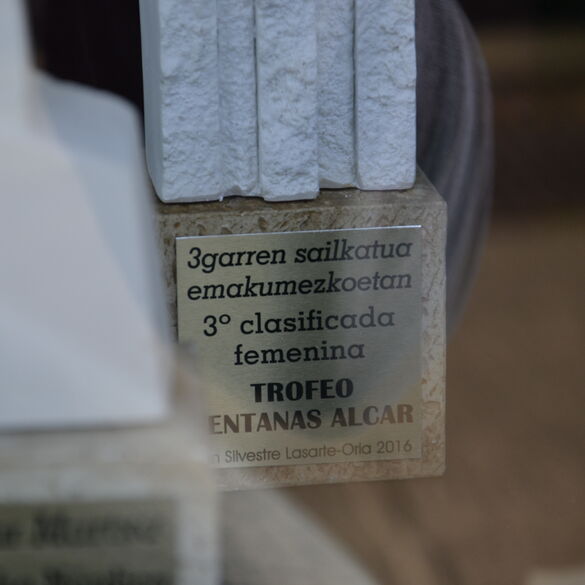 3garren sailkatua
emakumezkoetan
3º clasificada
femenina
TROFEO
ENTANAS ALCAR
n Silvestre Lasarte-Oria 2016